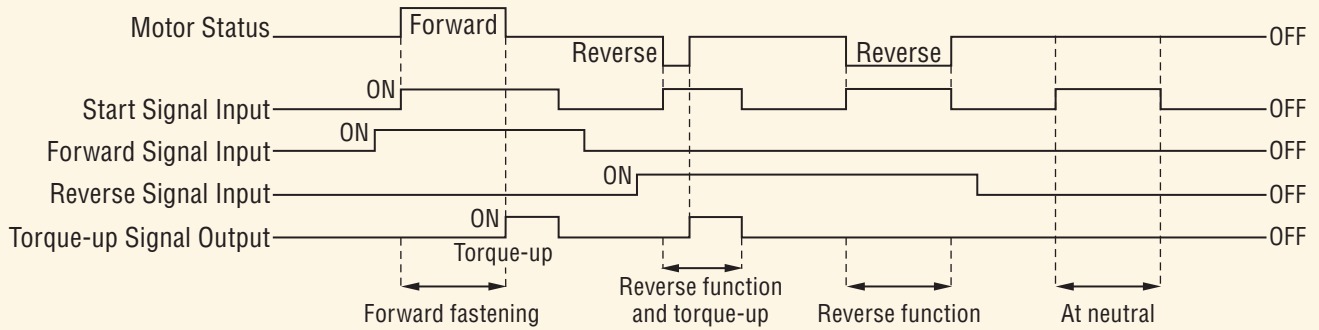 Motor Status
Forward
Reverse
Reverse
OFF
Start Signal Input
ON
OFF
Forward Signal Input
ON
OFF
Reverse Signal Input
ON
OFF
Torque-up Signal Output
ON
Torque-up
OFF
Forward fastening
Reverse function
and torque-up
Reverse function
At neutral